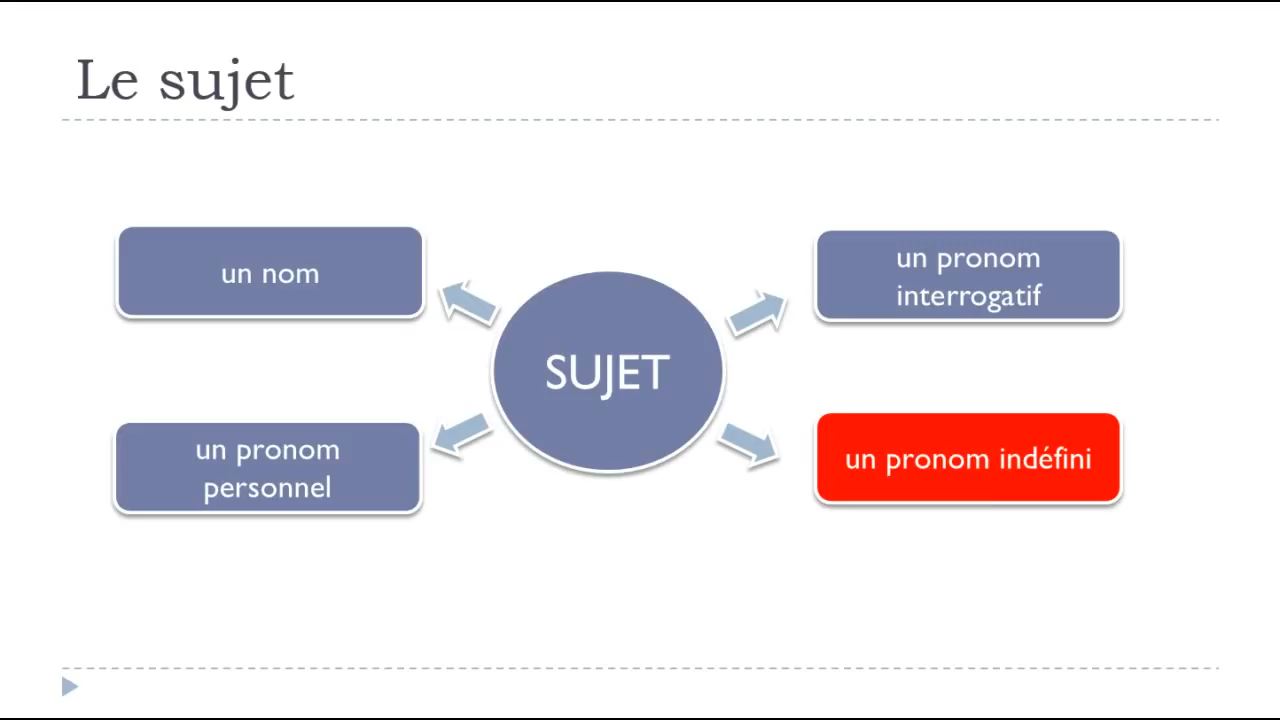 Le sujet
un nom
un pronom
interrogatif
SUJET
un pronom
personnel
un pronom indéfini